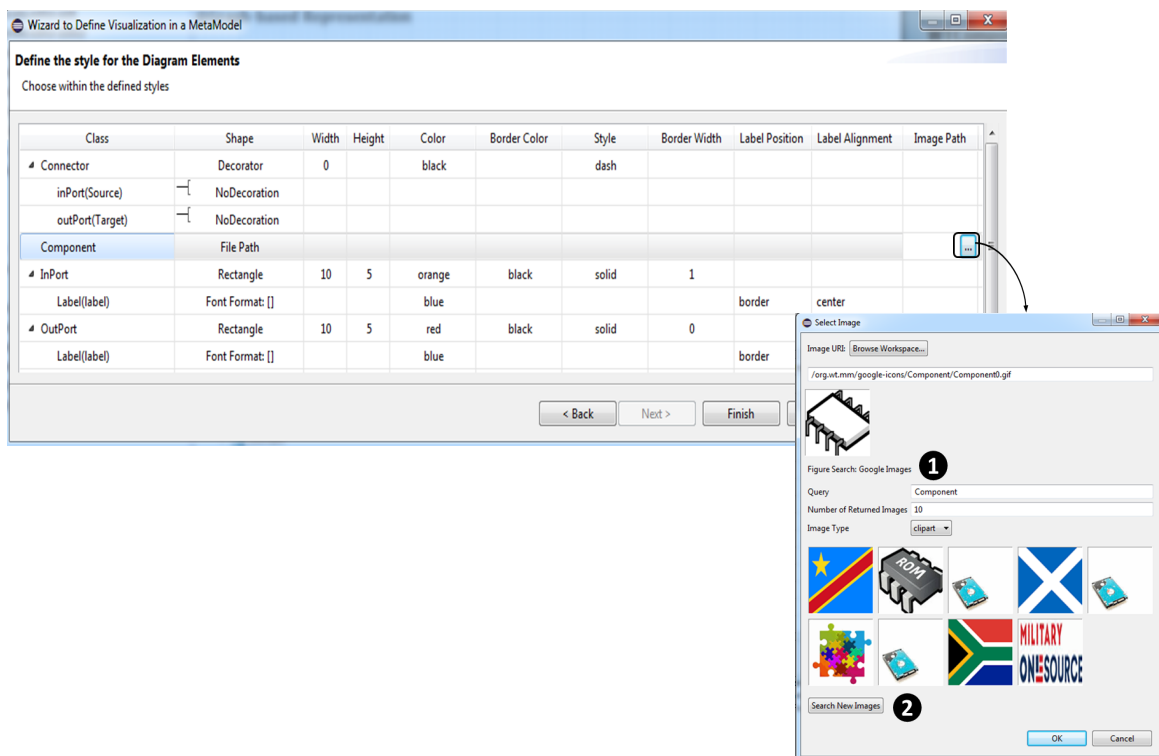 Wizard to Define Visualization in a MetaModel
Define the style for the Diagram Elements
Choose within the defined styles
Class Shape Width Height Color Border Color Style Border Width Label Position Label Alignment Image Path
Connector Decorator 0 black dash
inPort(Source) NoDecoration
outPort(Target) NoDecoration
Component File Path ...
InPort Rectangle 10 5 orange black solid 1
Label(label) Font Format: [] blue border center
OutPort Rectangle 10 5 red black solid 0
Label(label) Font Format: [] blue border
< Back Next > Finish
Select Image
Image URI: Browse Workspace...
/org.wt.mm/google-icons/Component/Component0.gif
Figure Search: Google Images 1
Query Component
Number of Returned Images 10
Image Type clipart
ROM
MILITARY
ONESOURCE
Search New Images 2
OK Cancel